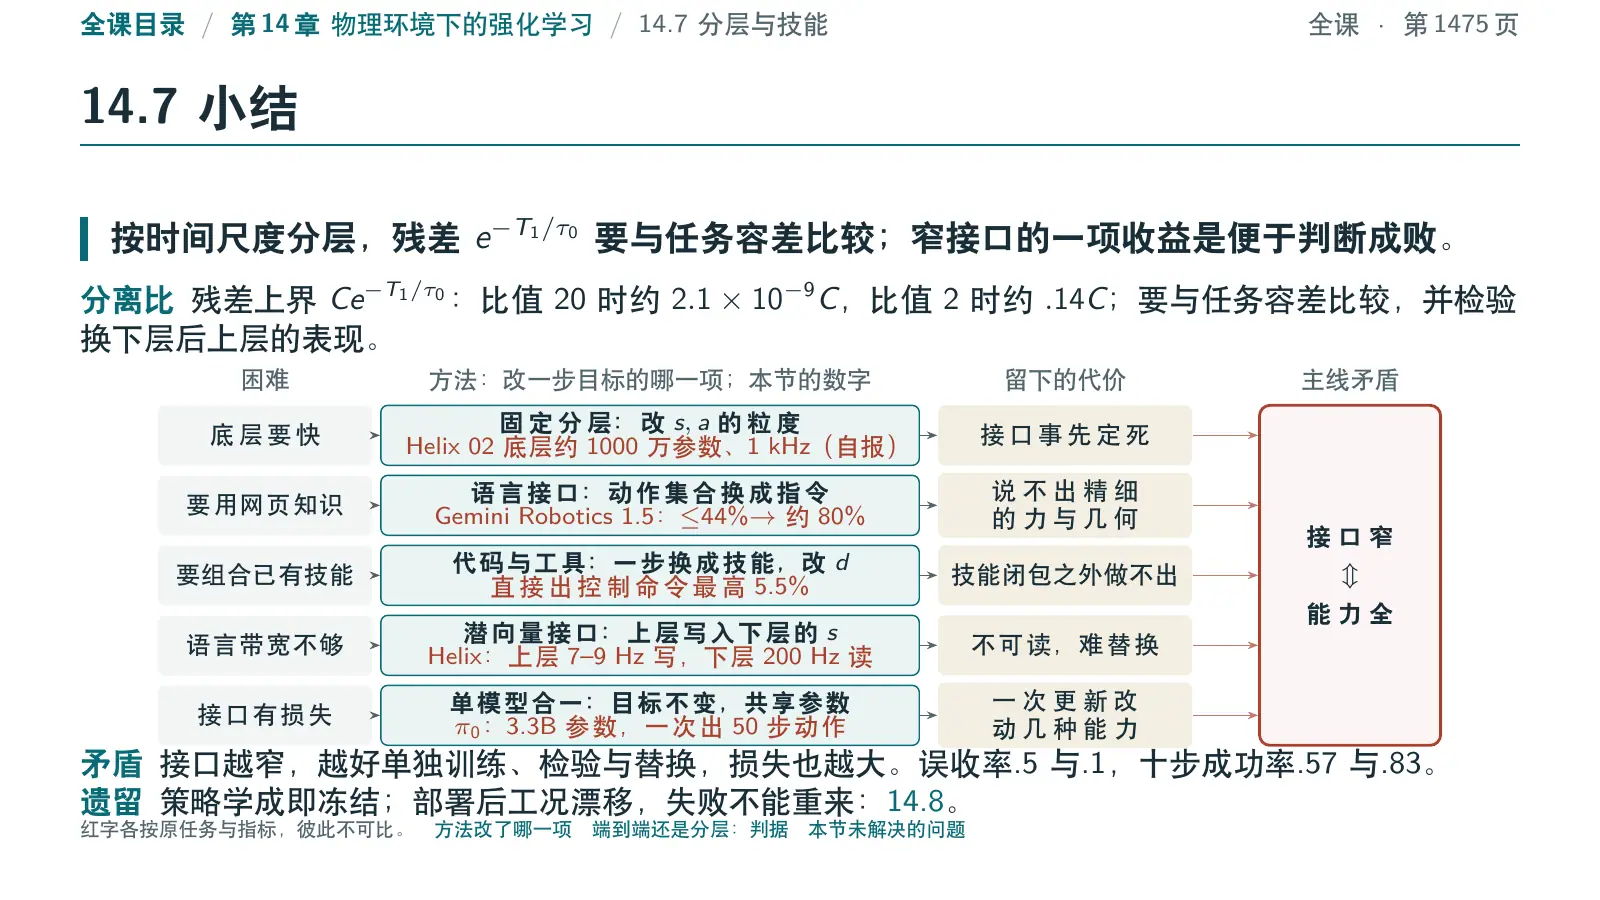 全课目录 / 第14章 物理环境下的强化学习 / 14.7 分层与技能
全课 · 第1475页
14.7 小结
按时间尺度分层，残差 e^{-T₁/τ₀} 要与任务容差比较；窄接口的一项收益是便于判断成败。
分离比 残差上界 Ce^{-T₁/τ₀}：比值 20 时约 2.1 × 10⁻⁹C，比值 2 时约 .14C；要与任务容差比较，并检验
换下层后上层的表现。
困难 方法：改一步目标的哪一项；本节的数字 留下的代价 主线矛盾
底层要快
固定分层：改 s, a 的粒度
Helix 02 底层约 1000 万参数、1 kHz（自报）
接口事先定死
要用网页知识
语言接口：动作集合换成指令
Gemini Robotics 1.5：≤44%→ 约 80%
说不出精细
的力与几何
要组合已有技能
代码与工具：一步换成技能，改 d
直接出控制命令最高 5.5%
技能闭包之外做不出
语言带宽不够
潜向量接口：上层写入下层的 s
Helix：上层 7–9 Hz 写，下层 200 Hz 读
不可读，难替换
接口有损失
单模型合一：目标不变，共享参数
π₀：3.3B 参数，一次出 50 步动作
一次更新改
动几种能力
接口窄
⇕
能力全
矛盾 接口越窄，越好单独训练、检验与替换，损失也越大。误收率.5 与.1，十步成功率.57 与.83。
遗留 策略学成即冻结；部署后工况漂移，失败不能重来：14.8。
红字各按原任务与指标，彼此不可比。 方法改了哪一项 端到端还是分层：判据 本节未解决的问题